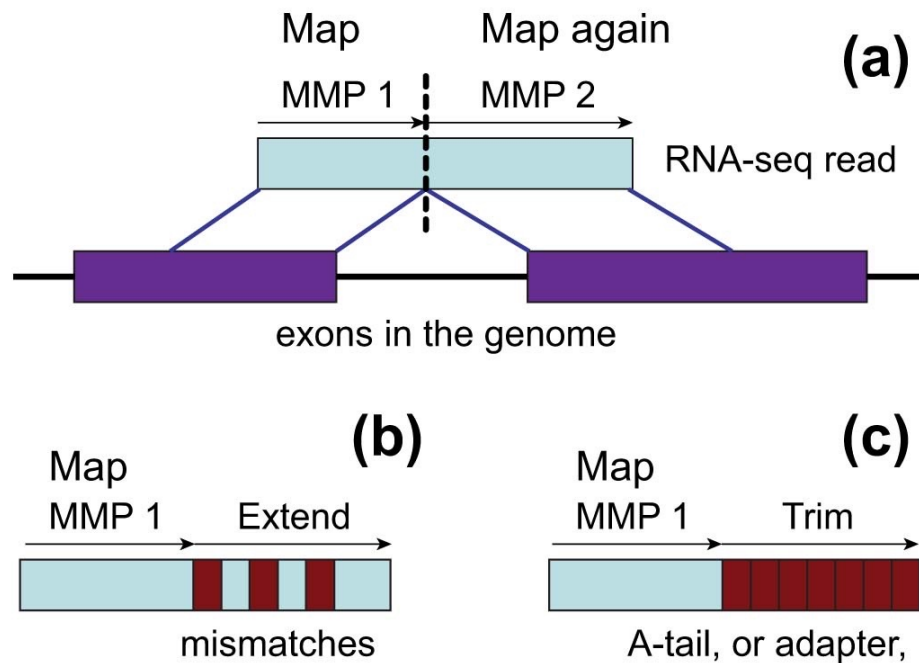 Map
Map again
(a)
MMP 1
MMP 2
RNA-seq read
exons in the genome
(b)
Map
MMP 1
Extend
mismatches
(c)
Map
MMP 1
Trim
A-tail, or adapter,